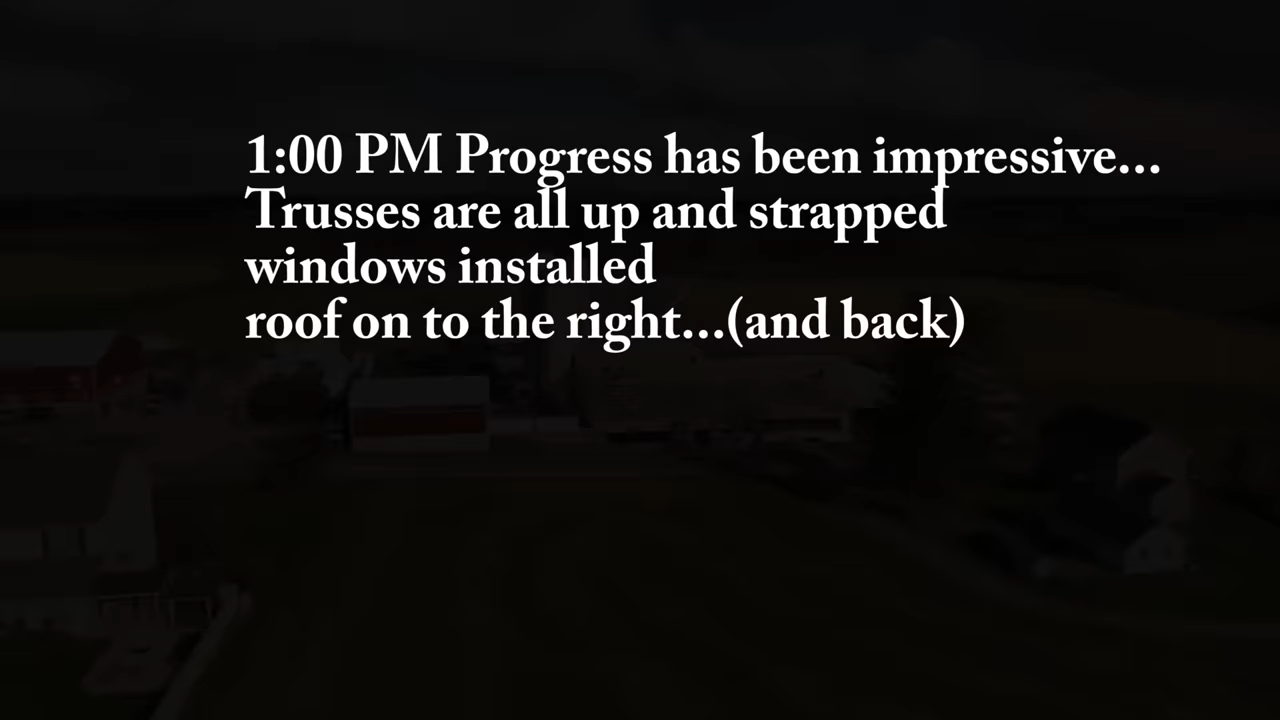 1:00 PM Progress has been impressive...
Trusses are all up and strapped
windows installed
roof on to the right...(and back)